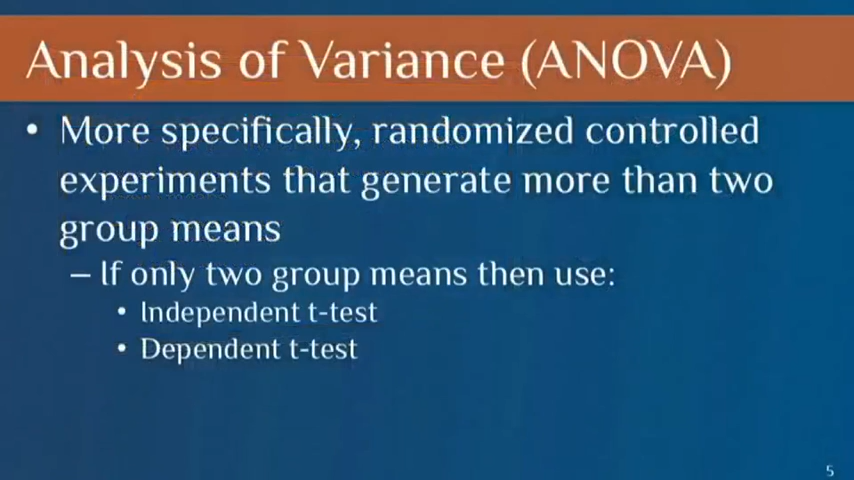 Analysis of Variance (ANOVA)
• More specifically, randomized controlled
experiments that generate more than two
group means
– If only two group means then use:
• Independent t-test
• Dependent t-test
5